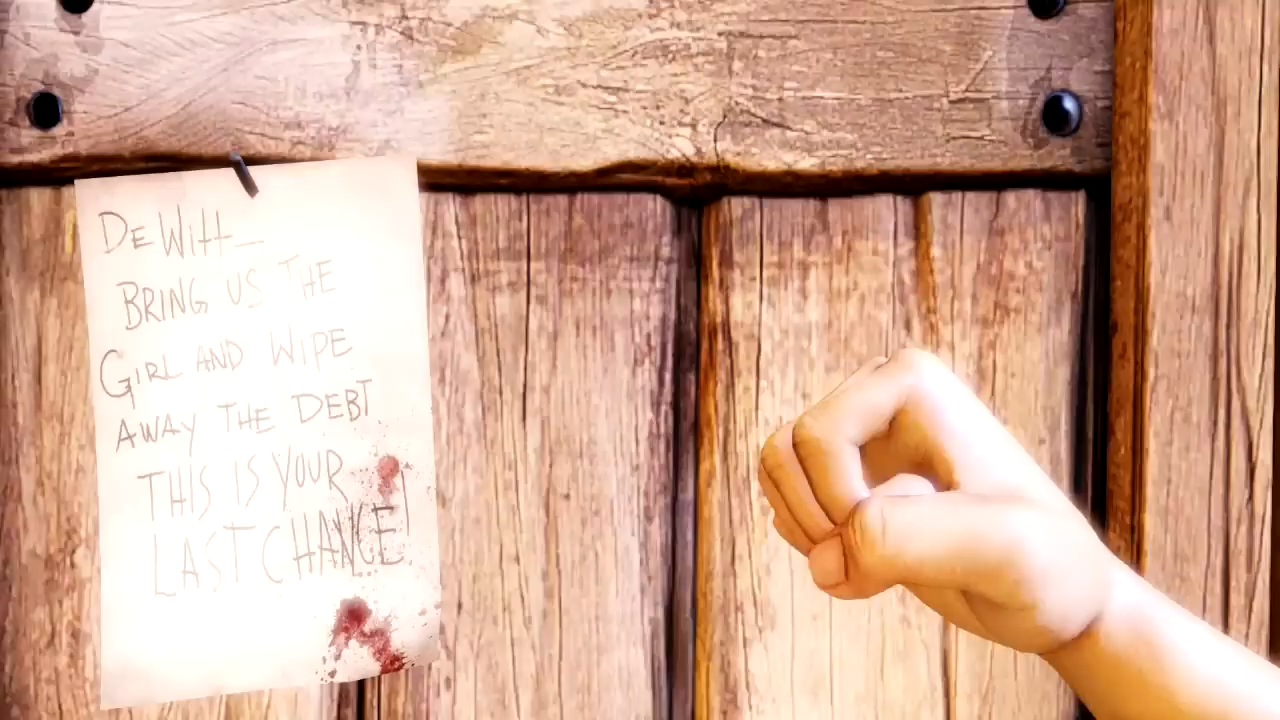 DEWitt—
BRING US THE
GIRL AND WIPE
AWAY THE DEBT
THIS IS YOUR
LAST CHANCE!